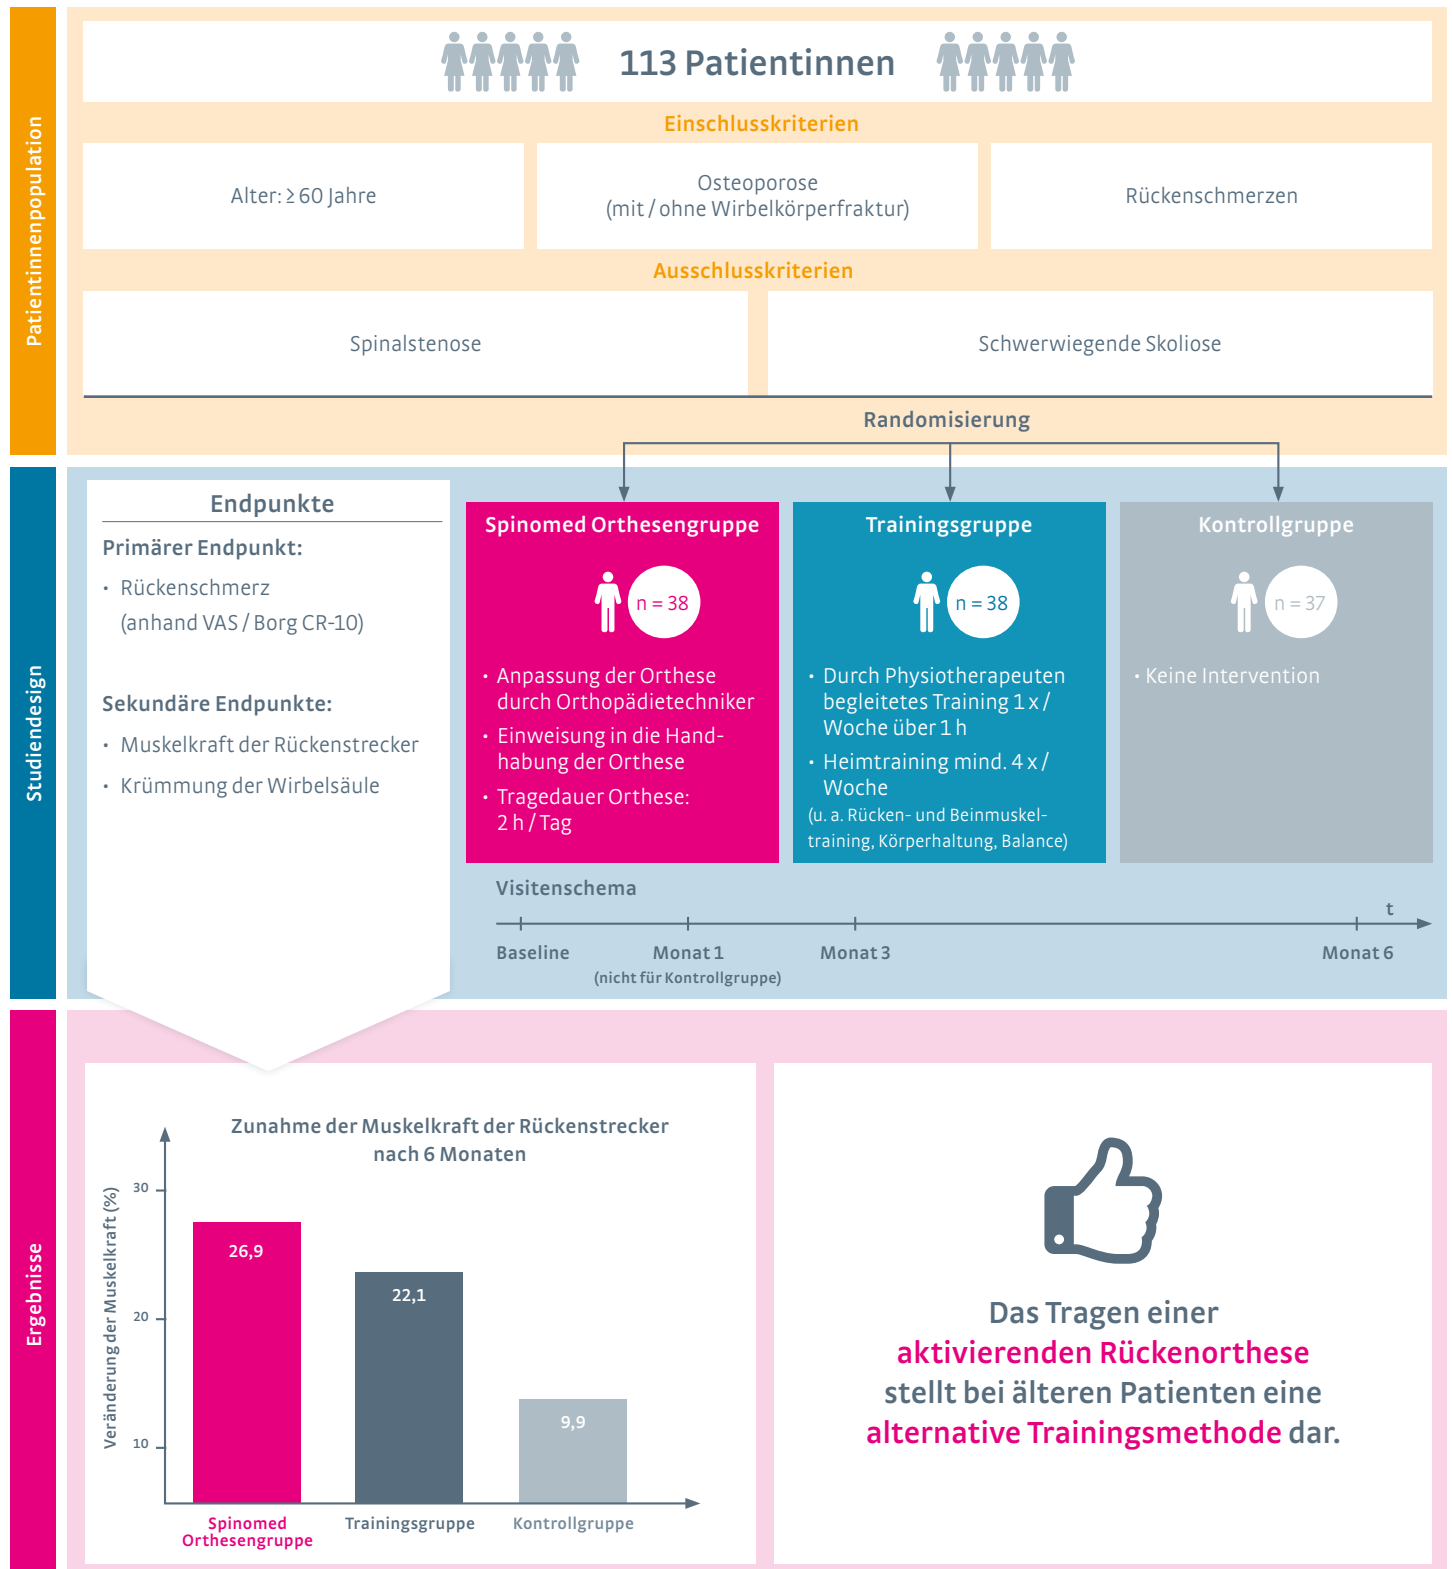 Patientinnenpopulation
113 Patientinnen
Einschlusskriterien
Alter: ≥ 60 Jahre
Osteoporose
(mit / ohne Wirbelkörperfraktur)
Rückenschmerzen
Ausschlusskriterien
Spinalstenose
Schwerwiegende Skoliose
Randomisierung
Studiendesign
Endpunkte
Primärer Endpunkt:
• Rückenschmerz
(anhand VAS / Borg CR-10)
Sekundäre Endpunkte:
• Muskelkraft der Rückenstrecker
• Krümmung der Wirbelsäule
Spinomed Orthesengruppe
n = 38
• Anpassung der Orthese
durch Orthopädietechniker
• Einweisung in die Hand-
habung der Orthese
• Tragedauer Orthese:
2 h / Tag
Trainingsgruppe
n = 38
• Durch Physiotherapeuten
begleitetes Training 1 x /
Woche über 1 h
• Heimtraining mind. 4 x /
Woche
(u. a. Rücken- und Beinmuskel-
training, Körperhaltung, Balance)
Kontrollgruppe
n = 37
• Keine Intervention
Visitenschema
t
Baseline
Monat 1
(nicht für Kontrollgruppe)
Monat 3
Monat 6
Ergebnisse
Zunahme der Muskelkraft der Rückenstrecker
nach 6 Monaten
Veränderung der Muskelkraft (%)
30
20
10
26,9
22,1
9,9
Spinomed
Orthesengruppe
Trainingsgruppe
Kontrollgruppe
Das Tragen einer
aktivierenden Rückenorthese
stellt bei älteren Patienten eine
alternative Trainingsmethode dar.